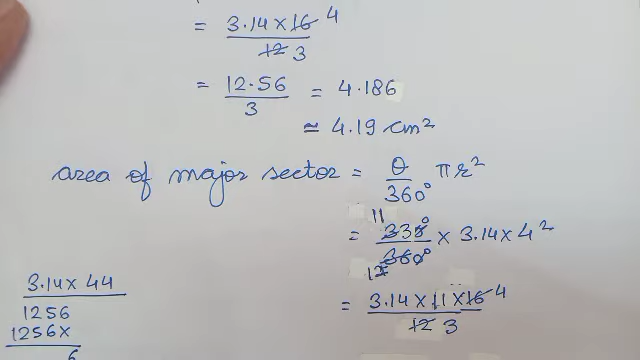 = 3.14 × 16 4 / 12 3
= 12.56 / 3 = 4.186
≃ 4.19 cm²
area of major sector = θ / 360° πr²
= 11 330° / 12 360° × 3.14 × 4²
= 3.14 × 11 × 16 4 / 12 3
3.14 × 44
1256
1256×
6